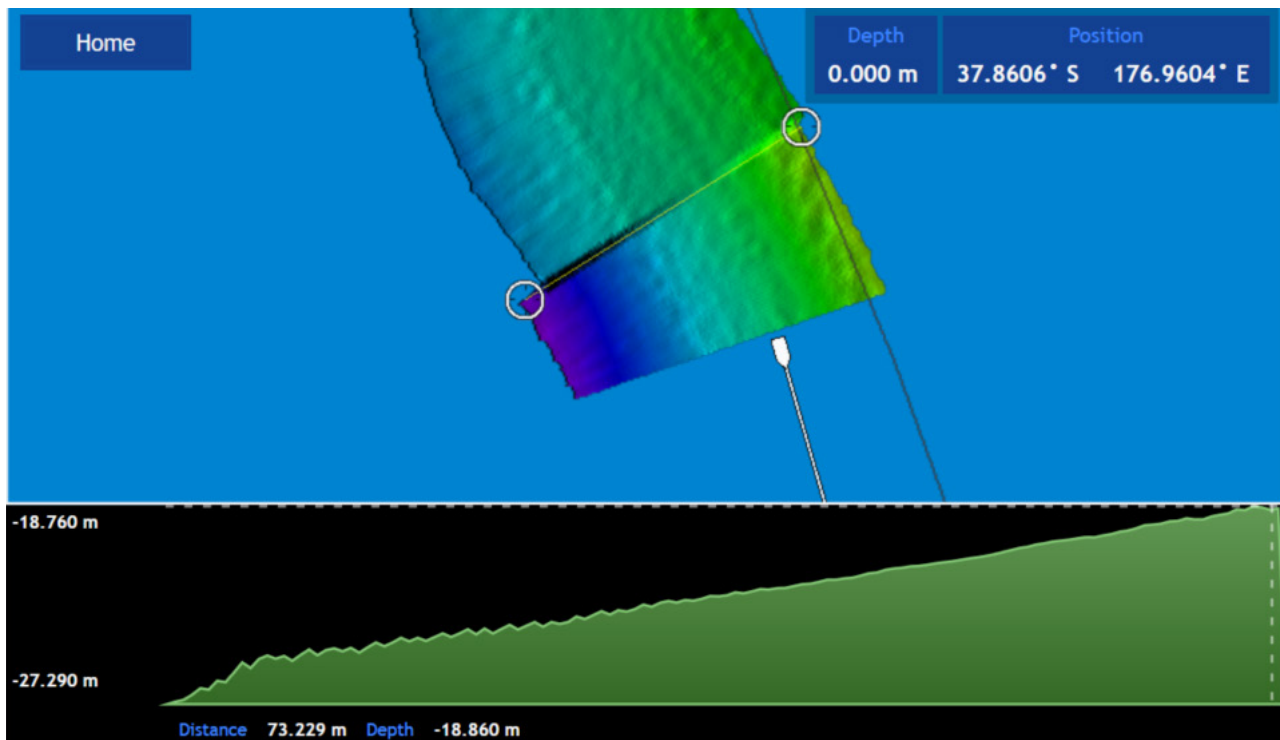 Home
Depth
Position
0.000 m
37.8606° S 176.9604° E
-18.760 m
-27.290 m
Distance 73.229 m Depth -18.860 m